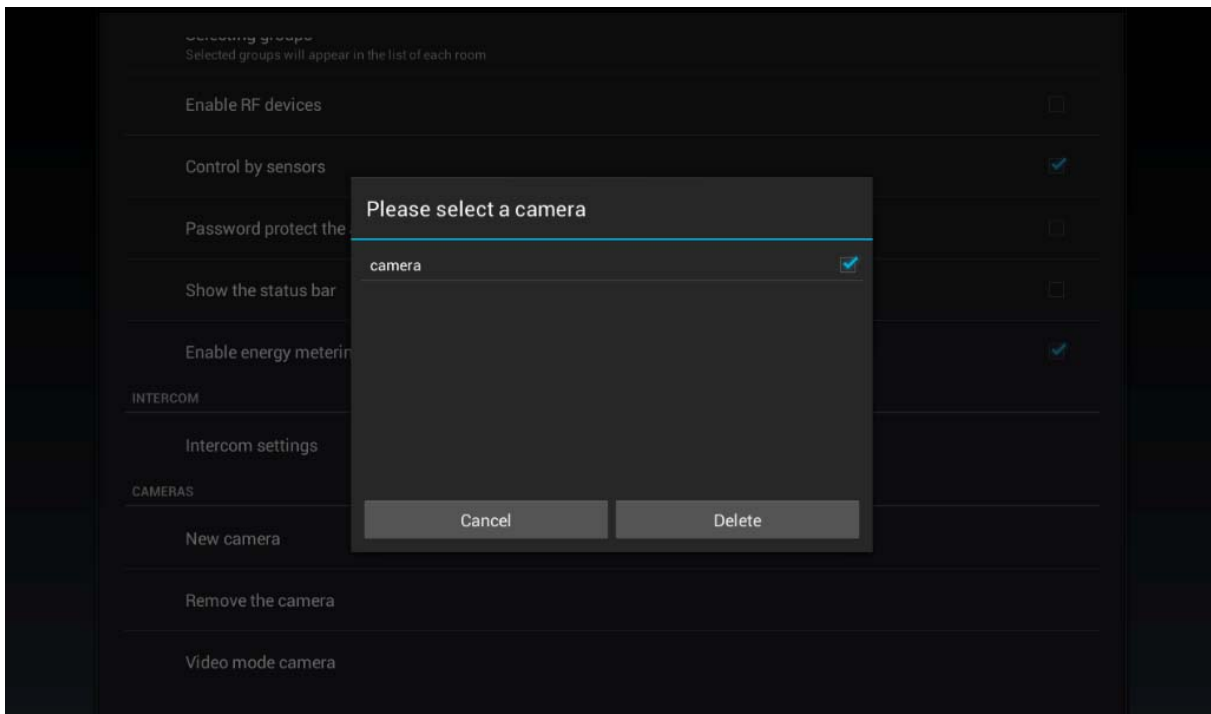 Selecting groups
Selected groups will appear in the list of each room
Enable RF devices
Control by sensors
Password protect the
Show the status bar
Enable energy meterin
INTERCOM
Intercom settings
CAMERAS
New camera
Remove the camera
Video mode camera
Please select a camera
camera
Cancel
Delete